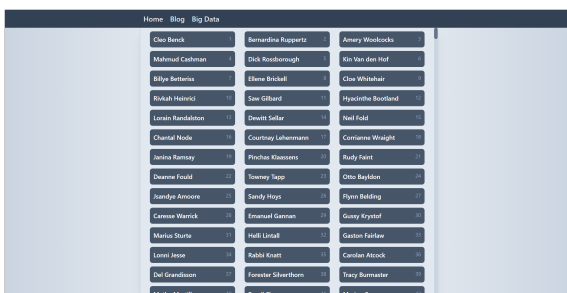 Home Blog Big Data
Cleo Benck 1 Bernardina Ruppertz 2 Amery Woolcocks 3
Mahmud Cashman 4 Dick Rossborough 5 Kin Van den Hof 6
Billye Betteriss 7 Ellene Brickell 8 Cloe Whitehair 9
Rivkah Heinrici 10 Saw Gilbard 11 Hyacinthe Bootland 12
Lorain Randalston 13 Dewitt Sellar 14 Neil Fold 15
Chantal Node 16 Courtnay Lehenmann 17 Corrianne Wraight 18
Janina Ramsay 19 Pinchas Klaassens 20 Rudy Faint 21
Deanne Fould 22 Towney Tapp 23 Otto Bayldon 24
Jsandye Amoore 25 Sandy Hoys 26 Flynn Belding 27
Caresse Warrick 28 Emanuel Gannan 29 Gussy Krystof 30
Marius Sturte 31 Helli Lintall 32 Gaston Fairlaw 33
Lonni Jesse 34 Rabbi Knatt 35 Carolan Atcock 36
Del Grandisson 37 Forester Silverthorn 38 Tracy Burmaster 39